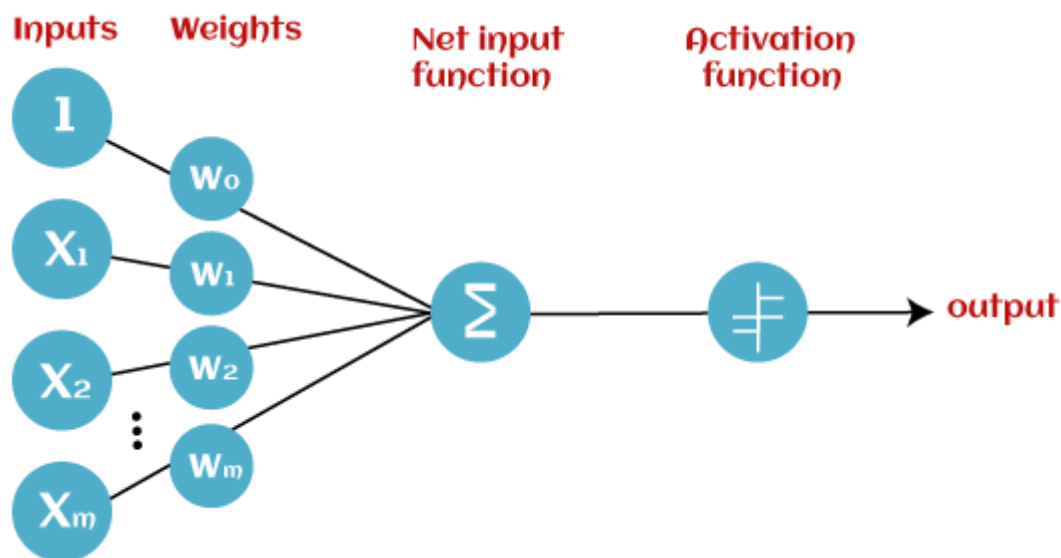 Inputs
Weights
Net input
function
Activation
function
1
X1
X2
Xm
W0
W1
W2
Wm
Σ
output